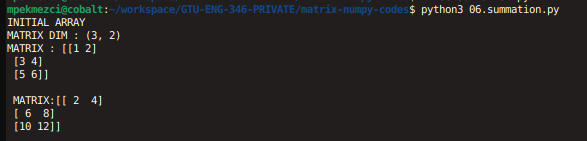 mpekmezci@cobalt:~/workspace/GTU-ENG-346-PRIVATE/matrix-numpy-codes$ python3 06.summation.py
INITIAL ARRAY
MATRIX DIM : (3, 2)
MATRIX : [[1 2]
 [3 4]
 [5 6]]

 MATRIX:[[ 2  4]
 [ 6  8]
 [10 12]]